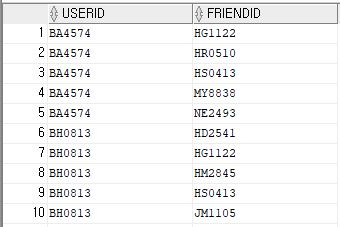 USERID FRIENDID
1 BA4574 HG1122
2 BA4574 HR0510
3 BA4574 HS0413
4 BA4574 MY8838
5 BA4574 NE2493
6 BH0813 HD2541
7 BH0813 HG1122
8 BH0813 HM2845
9 BH0813 HS0413
10 BH0813 JM1105